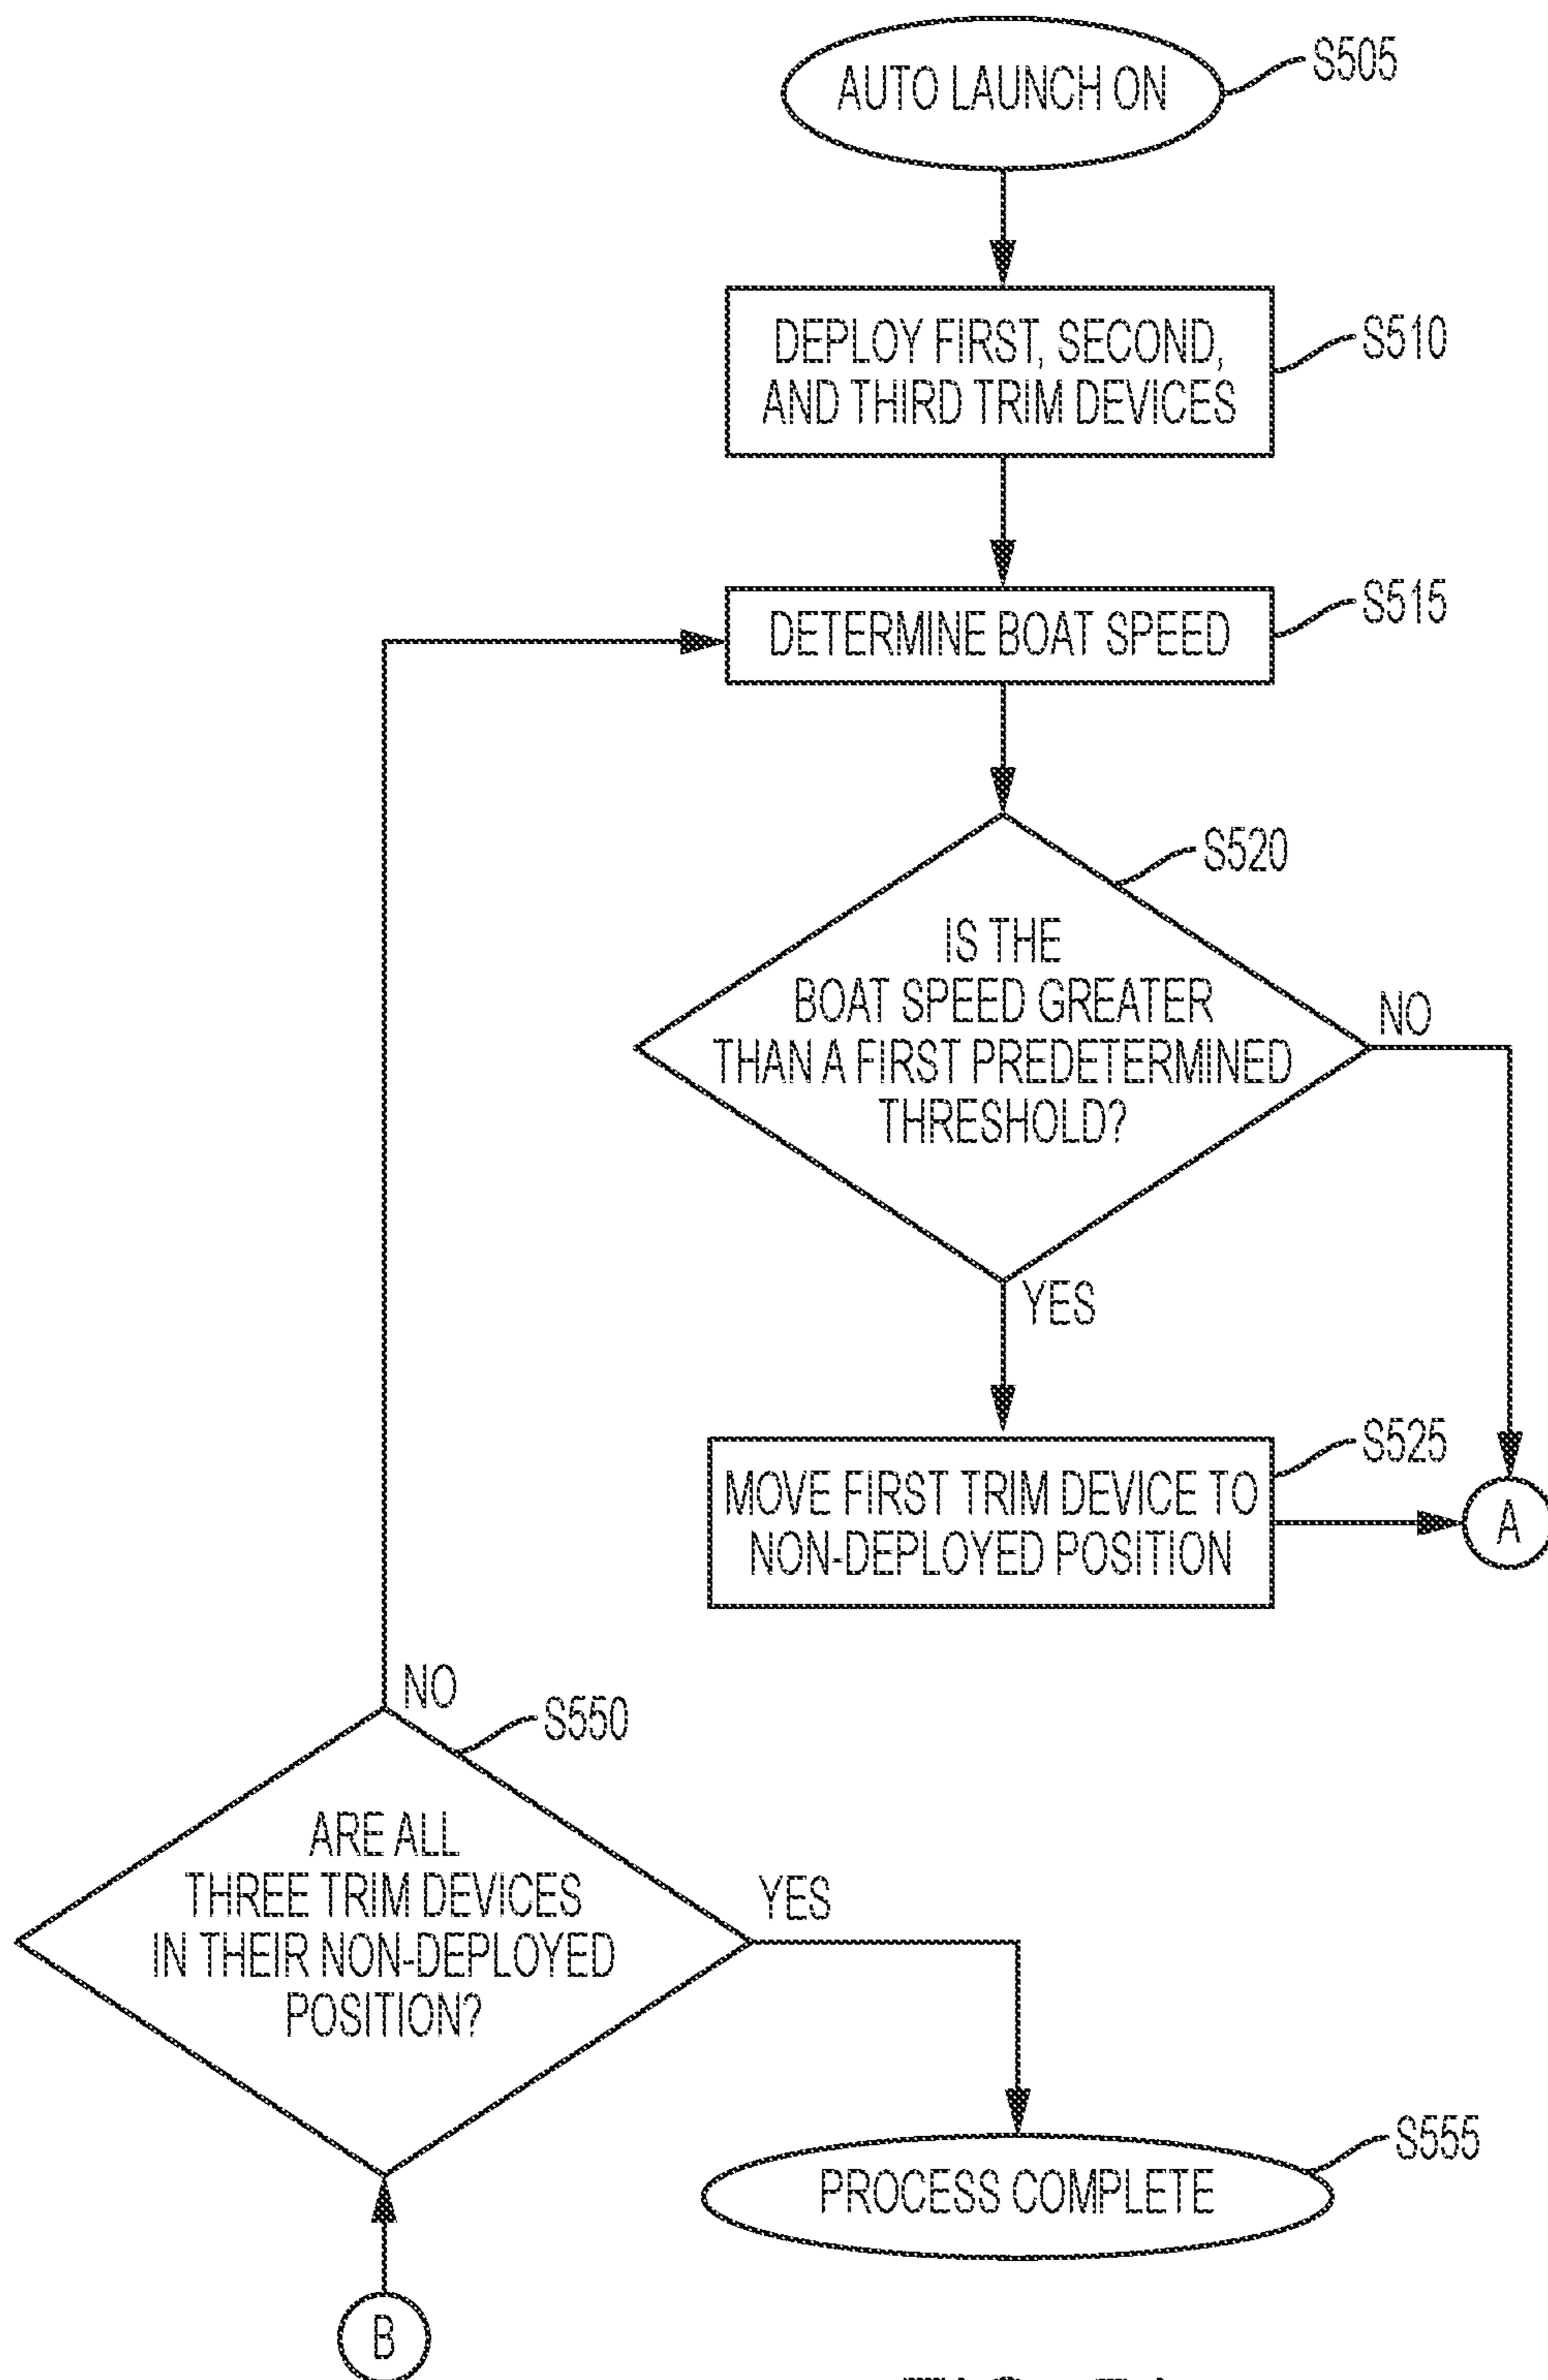 AUTO LAUNCH ON
S505
DEPLOY FIRST, SECOND,
AND THIRD TRIM DEVICES
S510
DETERMINE BOAT SPEED
S515
S520
IS THE
BOAT SPEED GREATER
THAN A FIRST PREDETERMINED
THRESHOLD?
NO
YES
S525
MOVE FIRST TRIM DEVICE TO
NON-DEPLOYED POSITION
A
NO
S550
ARE ALL
THREE TRIM DEVICES
IN THEIR NON-DEPLOYED
POSITION?
YES
S555
PROCESS COMPLETE
B